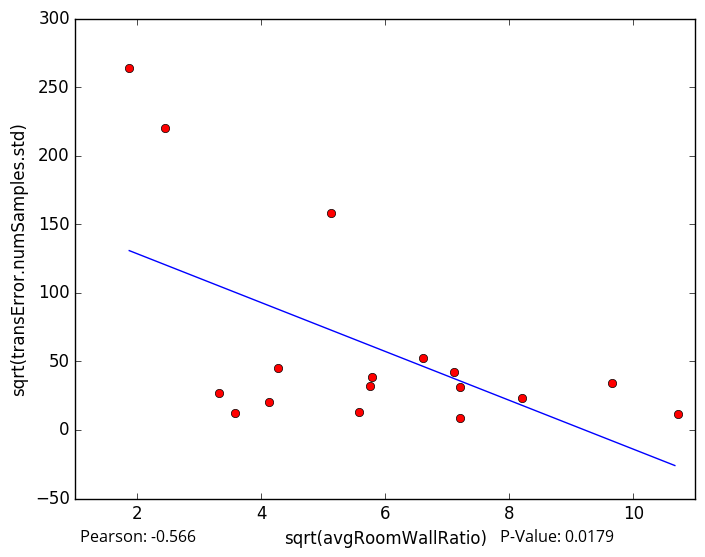 300
250
200
150
100
50
0
−50
sqrt(transError.numSamples.std)
2 4 6 8 10
Pearson: -0.566 sqrt(avgRoomWallRatio) P-Value: 0.0179